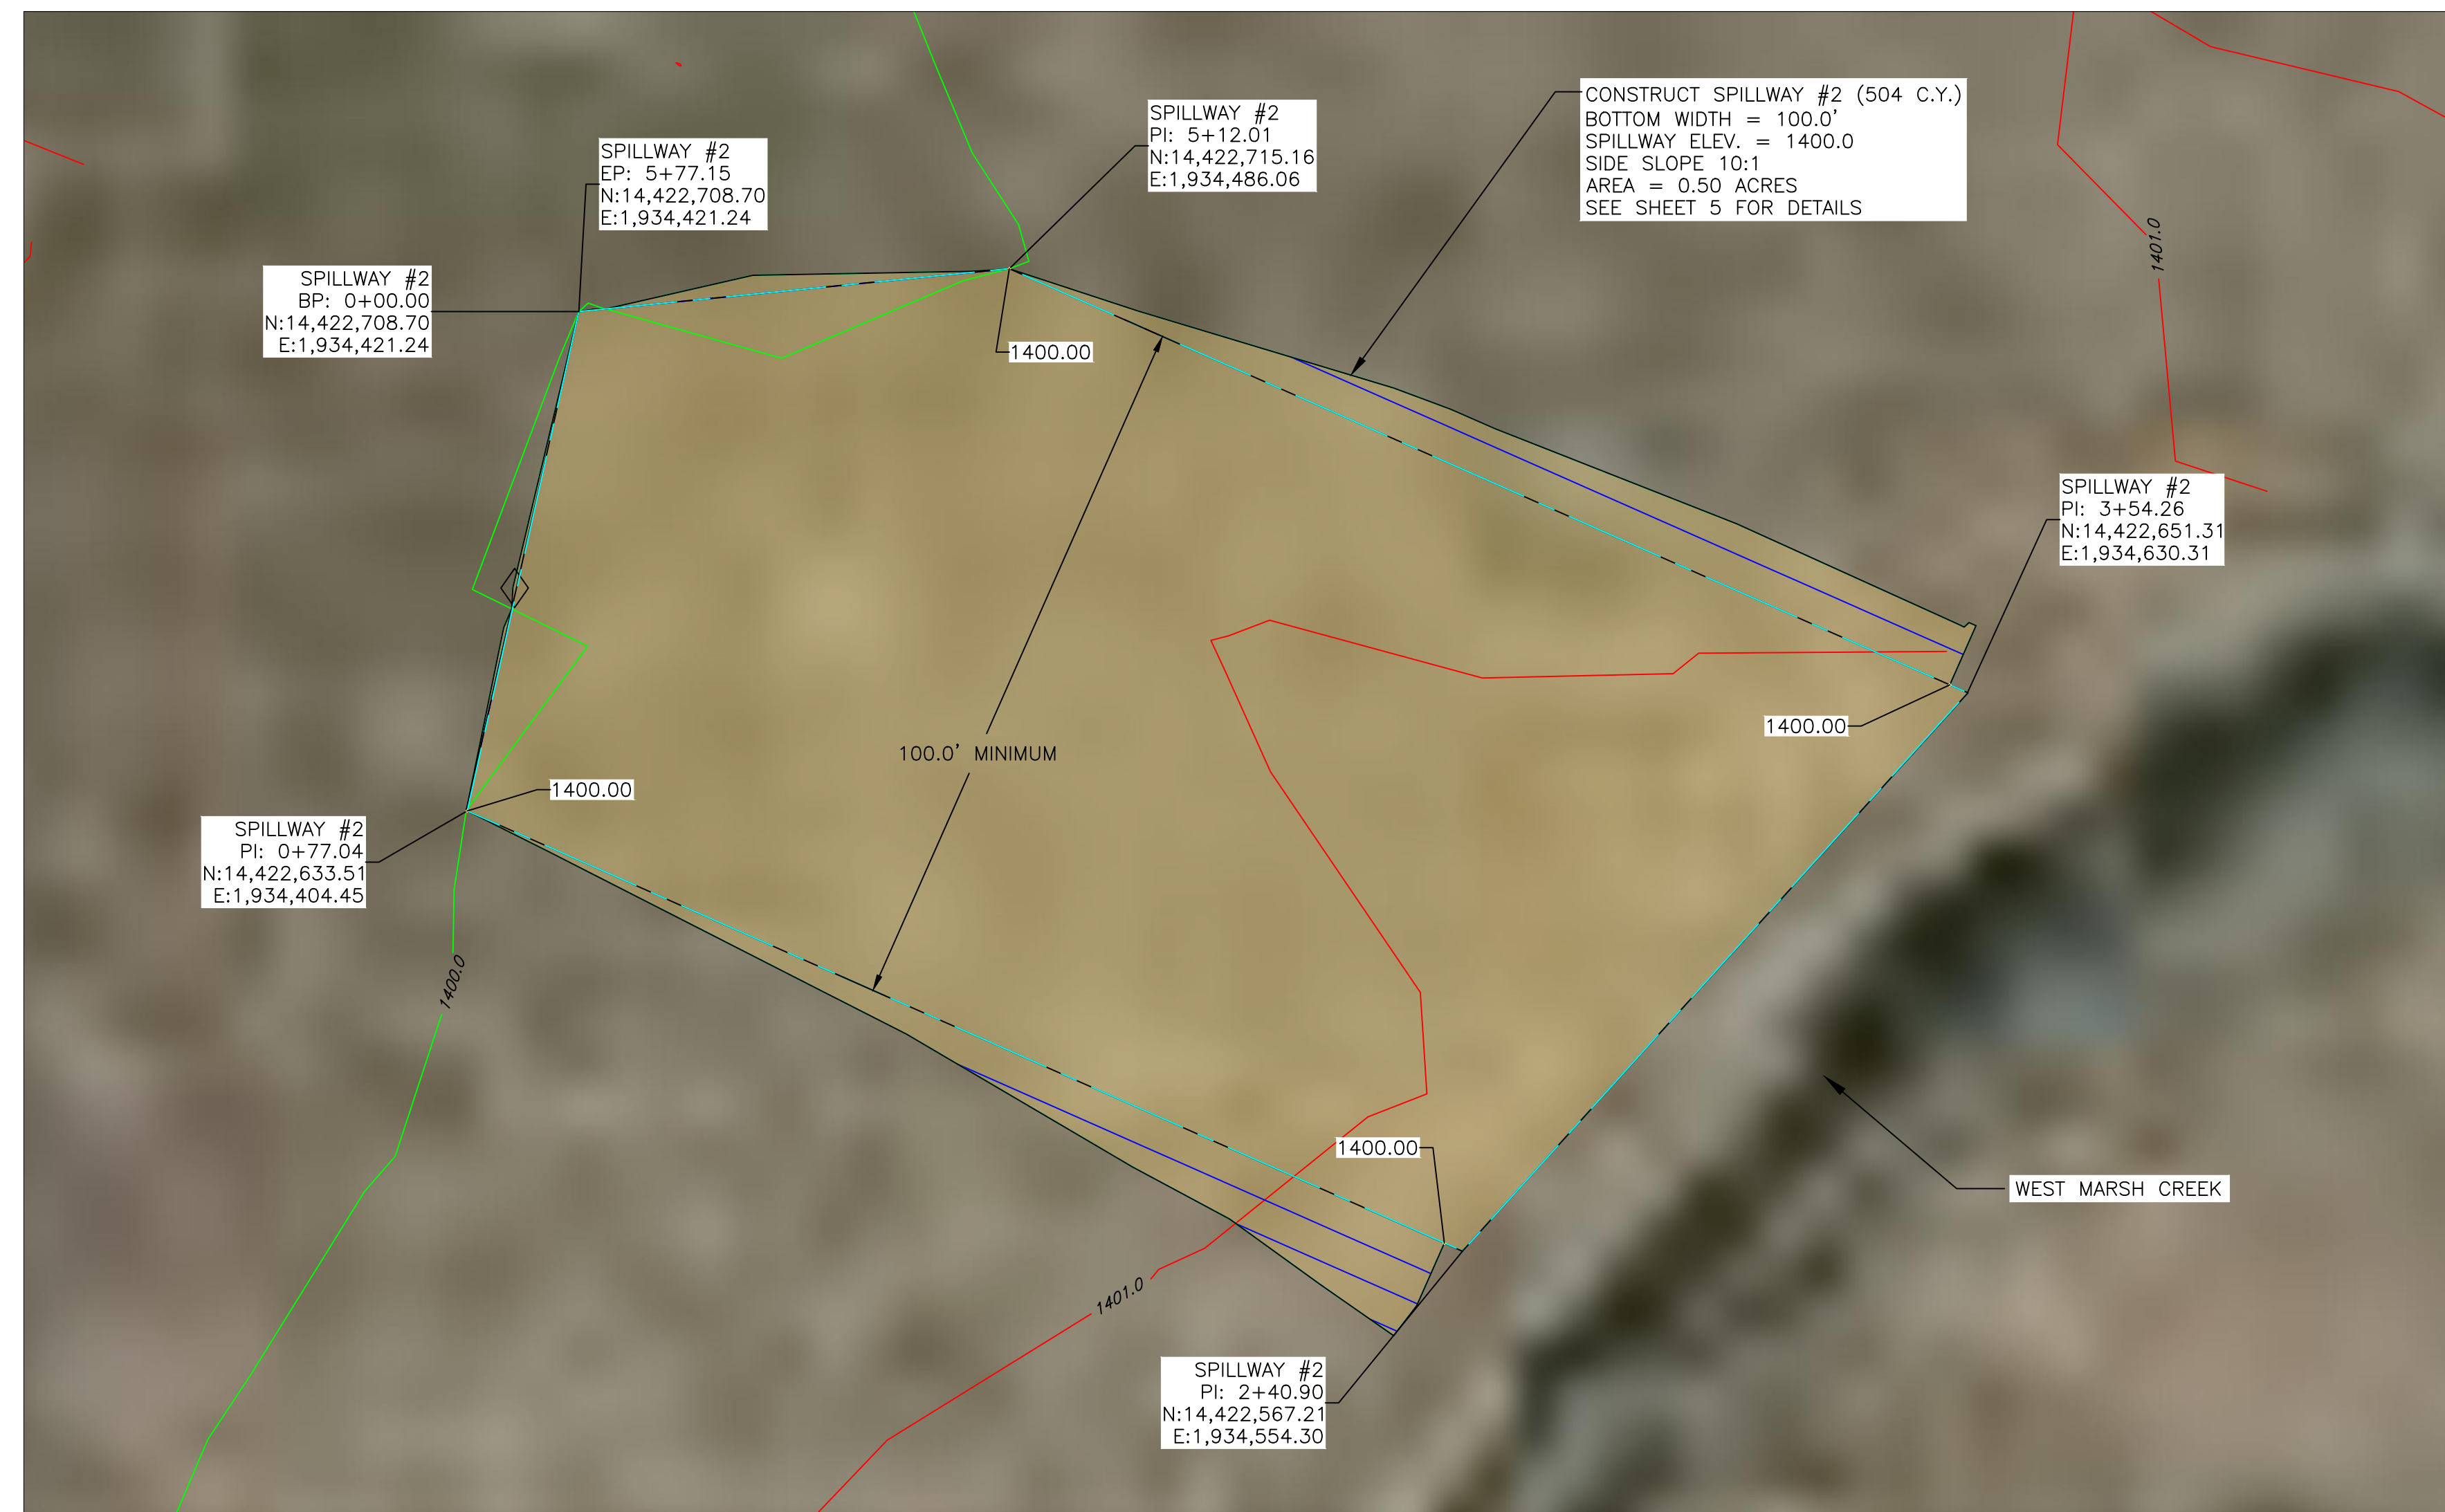 CONSTRUCT SPILLWAY #2 (504 C.Y.)
BOTTOM WIDTH = 100.0'
SPILLWAY ELEV. = 1400.0
SIDE SLOPE 10:1
AREA = 0.50 ACRES
SEE SHEET 5 FOR DETAILS
SPILLWAY #2
PI: 5+12.01
N:14,422,715.16
E:1,934,486.06
SPILLWAY #2
EP: 5+77.15
N:14,422,708.70
E:1,934,421.24
SPILLWAY #2
BP: 0+00.00
N:14,422,708.70
E:1,934,421.24
1401.0
1400.00
SPILLWAY #2
PI: 3+54.26
N:14,422,651.31
E:1,934,630.31
1400.00
100.0' MINIMUM
1400.00
SPILLWAY #2
PI: 0+77.04
N:14,422,633.51
E:1,934,404.45
1400.0
1400.00
WEST MARSH CREEK
1401.0
SPILLWAY #2
PI: 2+40.90
N:14,422,567.21
E:1,934,554.30